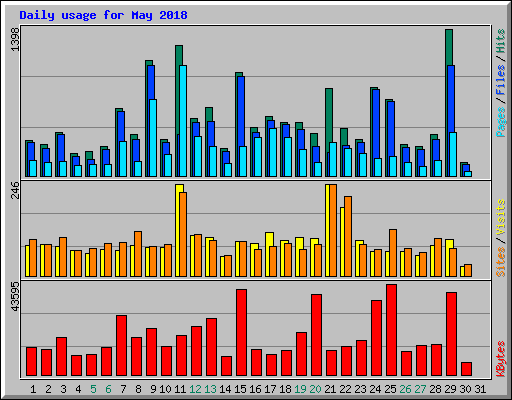 Daily usage for May 2018
1398
Pages / Files / Hits
246
Sites / Visits
43595
KBytes
1 2 3 4 5 6 7 8 9 10 11 12 13 14 15 16 17 18 19 20 21 22 23 24 25 26 27 28 29 30 31